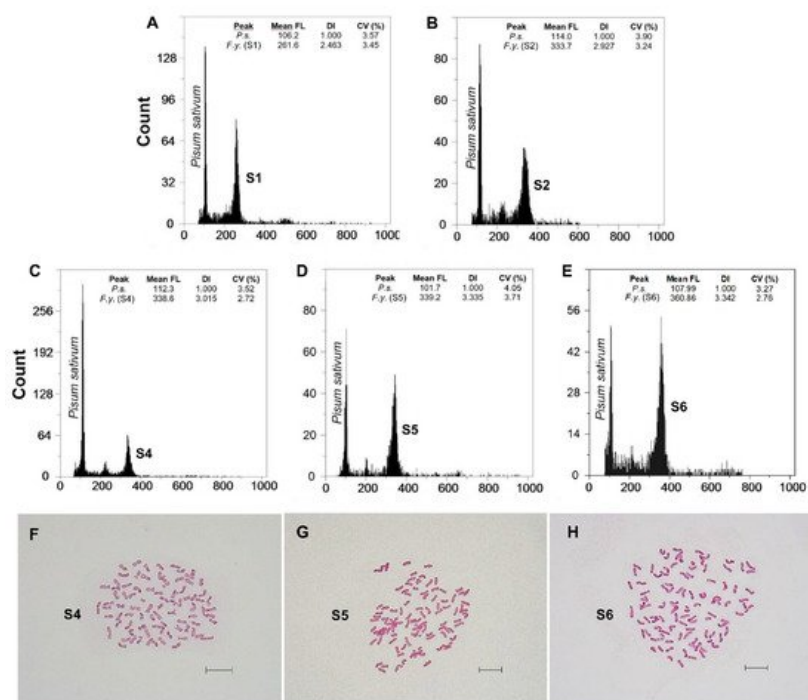 A
Peak Mean FL DI CV (%)
P.s. 106.2 1.000 3.57
F.y. (S1) 261.6 2.463 3.45
128
96
64
32
0
Count
Pisum sativum
S1
0 200 400 600 800 1000
B
Peak Mean FL DI CV (%)
P.s. 114.0 1.000 3.90
F.y. (S2) 333.7 2.927 3.24
80
60
40
20
0
Pisum sativum
S2
0 200 400 600 800 1000
C
Peak Mean FL DI CV (%)
P.s. 112.3 1.000 3.52
F.y. (S4) 338.6 3.015 2.72
256
192
128
64
0
Count
Pisum sativum
S4
0 200 400 600 800 1000
D
Peak Mean FL DI CV (%)
P.s. 101.7 1.000 4.05
F.y. (S5) 339.2 3.335 3.71
80
60
40
20
0
Pisum sativum
S5
0 200 400 600 800 1000
E
Peak Mean FL DI CV (%)
P.s. 107.99 1.000 3.27
F.y. (S6) 360.86 3.342 2.76
56
42
28
14
0
Pisum sativum
S6
0 200 400 600 800 1000
F
S4
G
S5
H
S6